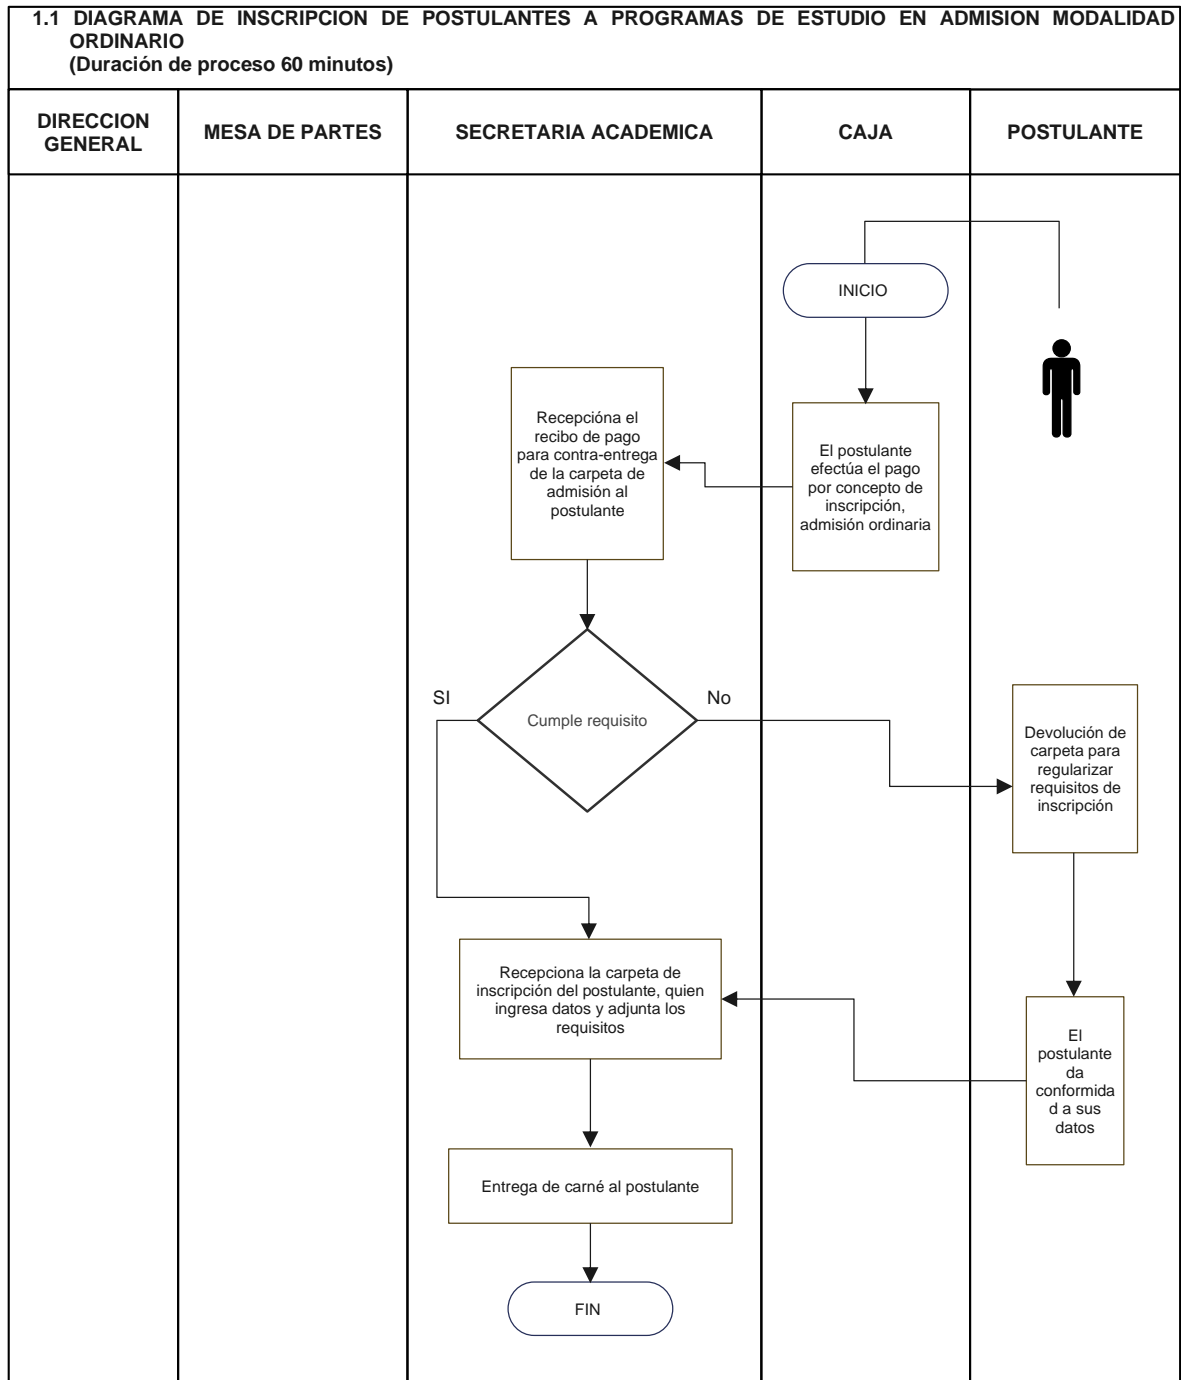 1.1 DIAGRAMA DE INSCRIPCION DE POSTULANTES A PROGRAMAS DE ESTUDIO EN ADMISION MODALIDAD
ORDINARIO
(Duración de proceso 60 minutos)
DIRECCION
GENERAL
MESA DE PARTES
SECRETARIA ACADEMICA
CAJA
POSTULANTE
INICIO
El postulante
efectúa el pago
por concepto de
inscripción,
admisión ordinaria
Recepcióna el
recibo de pago
para contra-entrega
de la carpeta de
admisión al
postulante
SI
Cumple requisito
No
Devolución de
carpeta para
regularizar
requisitos de
inscripción
El
postulante
da
conformida
d a sus
datos
Recepciona la carpeta de
inscripción del postulante, quien
ingresa datos y adjunta los
requisitos
Entrega de carné al postulante
FIN